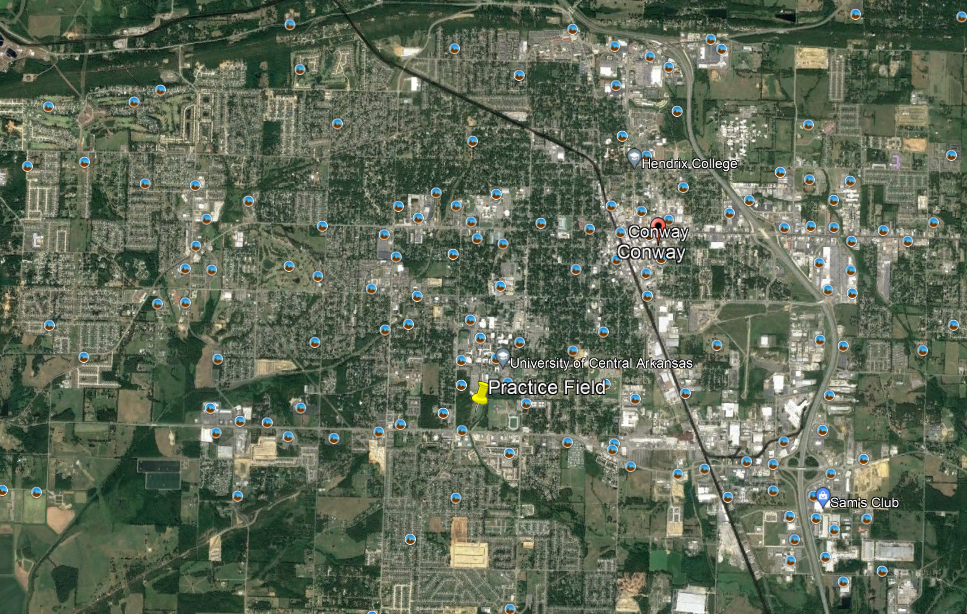 Hendrix College
Conway
Conway
University of Central Arkansas
Practice Field
Sam's Club